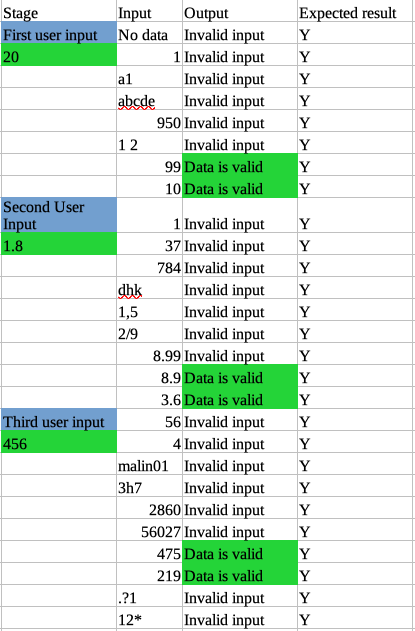 Stage Input Output Expected result
First user input No data Invalid input Y
20 1 Invalid input Y
a1 Invalid input Y
abcde Invalid input Y
950 Invalid input Y
1 2 Invalid input Y
99 Data is valid Y
10 Data is valid Y
Second User
Input 1 Invalid input Y
1.8 37 Invalid input Y
784 Invalid input Y
dhk Invalid input Y
1,5 Invalid input Y
2/9 Invalid input Y
8.99 Invalid input Y
8.9 Data is valid Y
3.6 Data is valid Y
Third user input 56 Invalid input Y
456 4 Invalid input Y
malin01 Invalid input Y
3h7 Invalid input Y
2860 Invalid input Y
56027 Invalid input Y
475 Data is valid Y
219 Data is valid Y
.?1 Invalid input Y
12* Invalid input Y